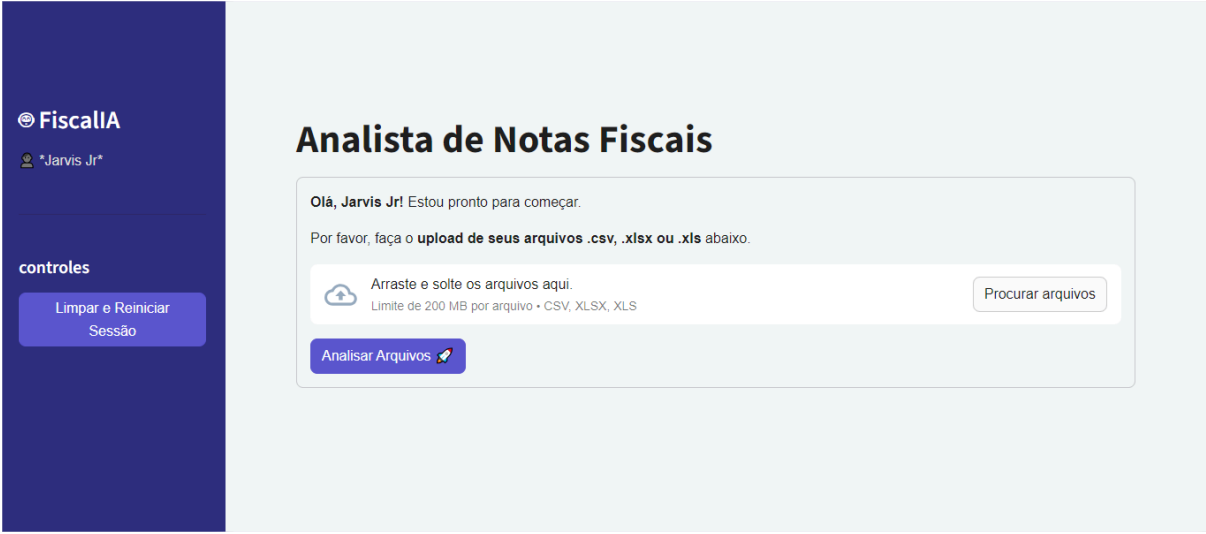 FiscalIA
*Jarvis Jr*
controles
Limpar e Reiniciar
Sessão
Analista de Notas Fiscais
Olá, Jarvis Jr! Estou pronto para começar.
Por favor, faça o upload de seus arquivos .csv, .xlsx ou .xls abaixo.
Arraste e solte os arquivos aqui.
Limite de 200 MB por arquivo • CSV, XLSX, XLS
Procurar arquivos
Analisar Arquivos 🚀